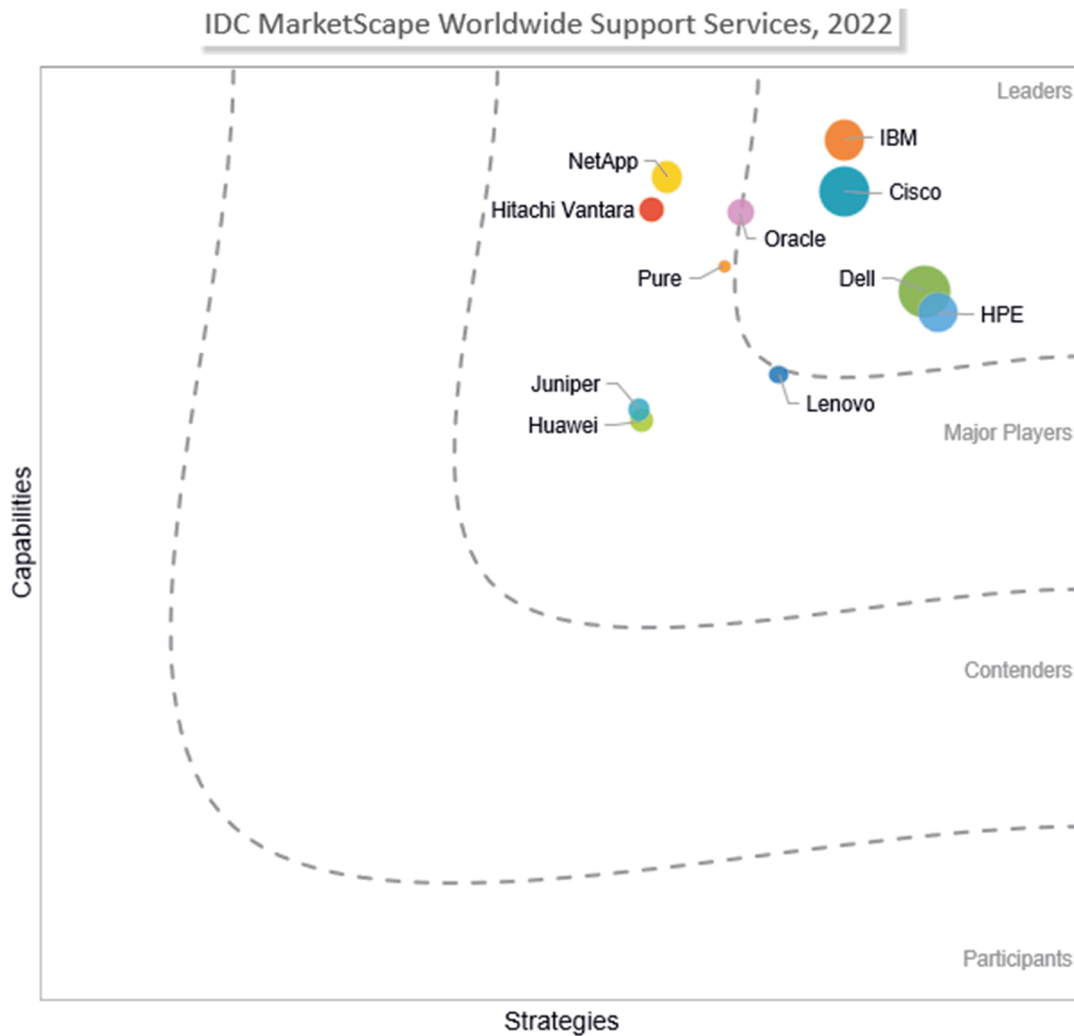 IDC MarketScape Worldwide Support Services, 2022
Leaders
IBM
NetApp
Cisco
Hitachi Vantara
Oracle
Pure
Dell
HPE
Juniper
Lenovo
Huawei
Major Players
Capabilities
Contenders
Participants
Strategies